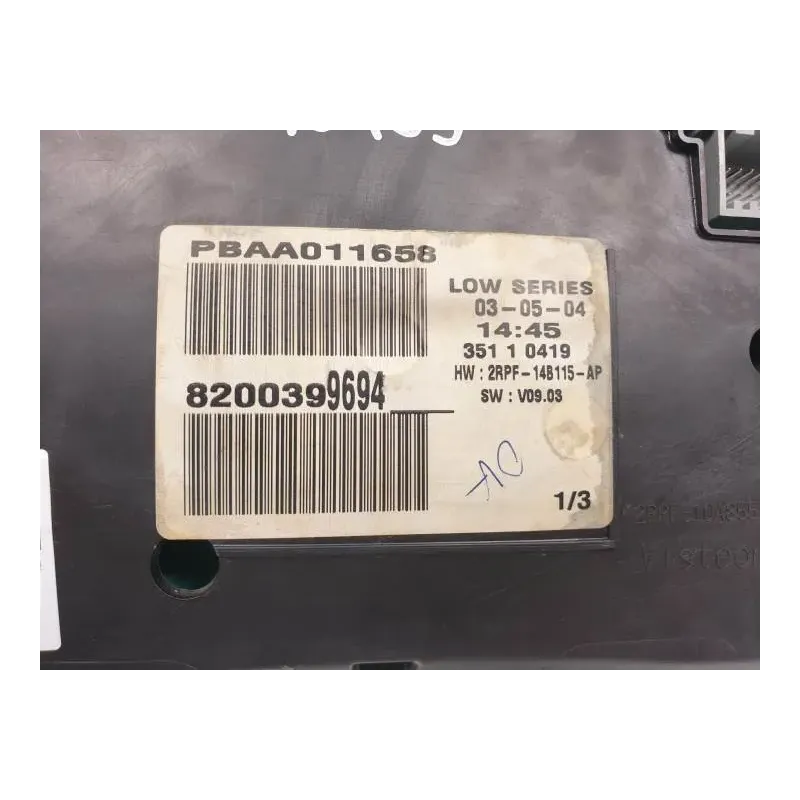 PBAA011658
LOW SERIES
03-05-04
14:45
351 1 0419
HW : 2RPF-14B115-AP
SW : V09.03
8200399694
1/3